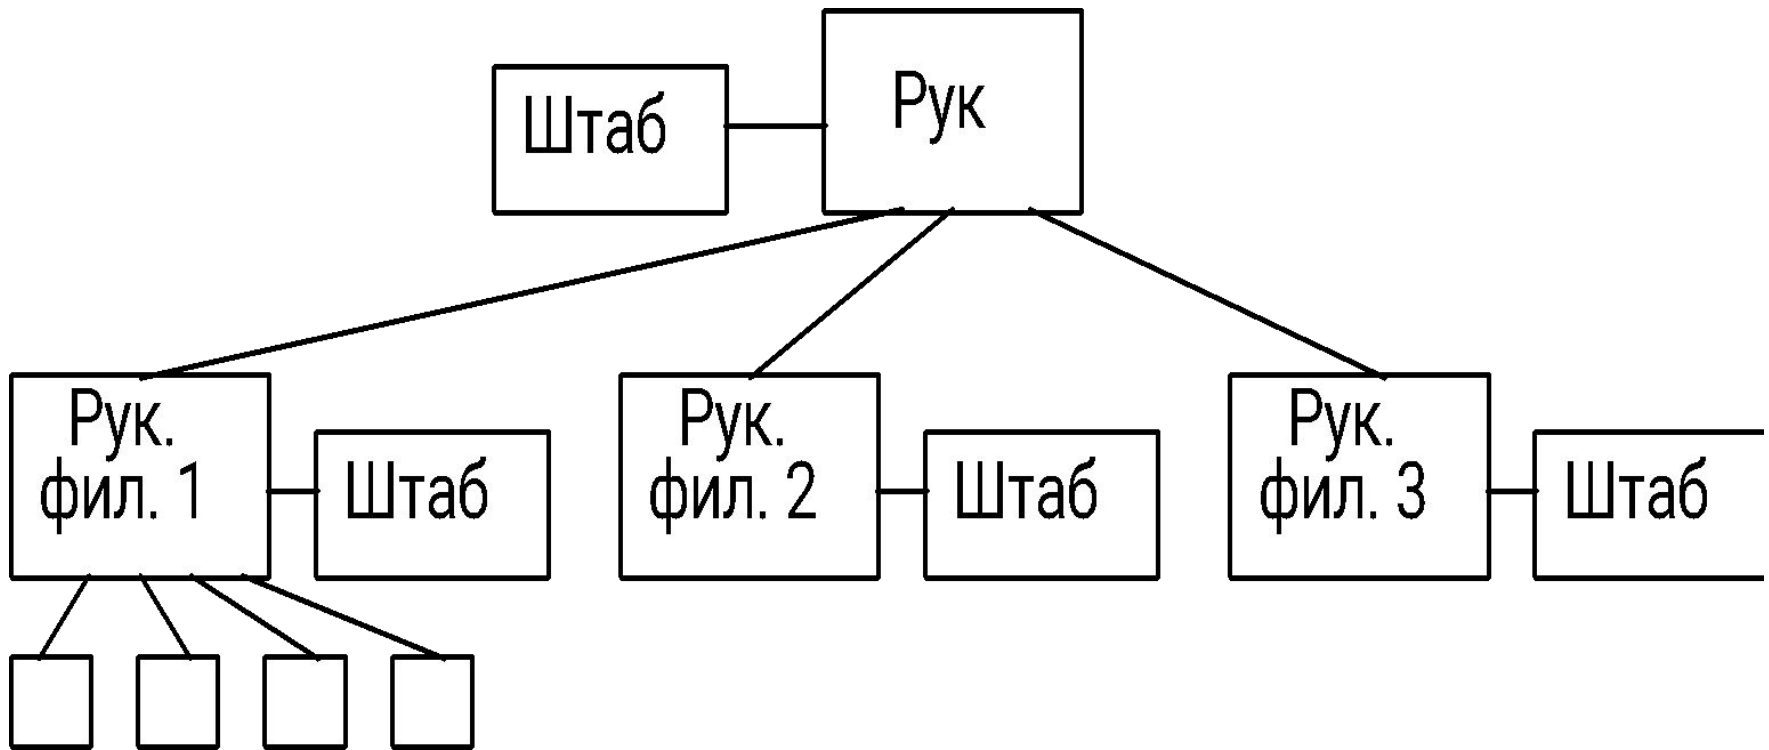 Штаб
Рук
Рук.
фил. 1
Штаб
Рук.
фил. 2
Штаб
Рук.
фил. 3
Штаб